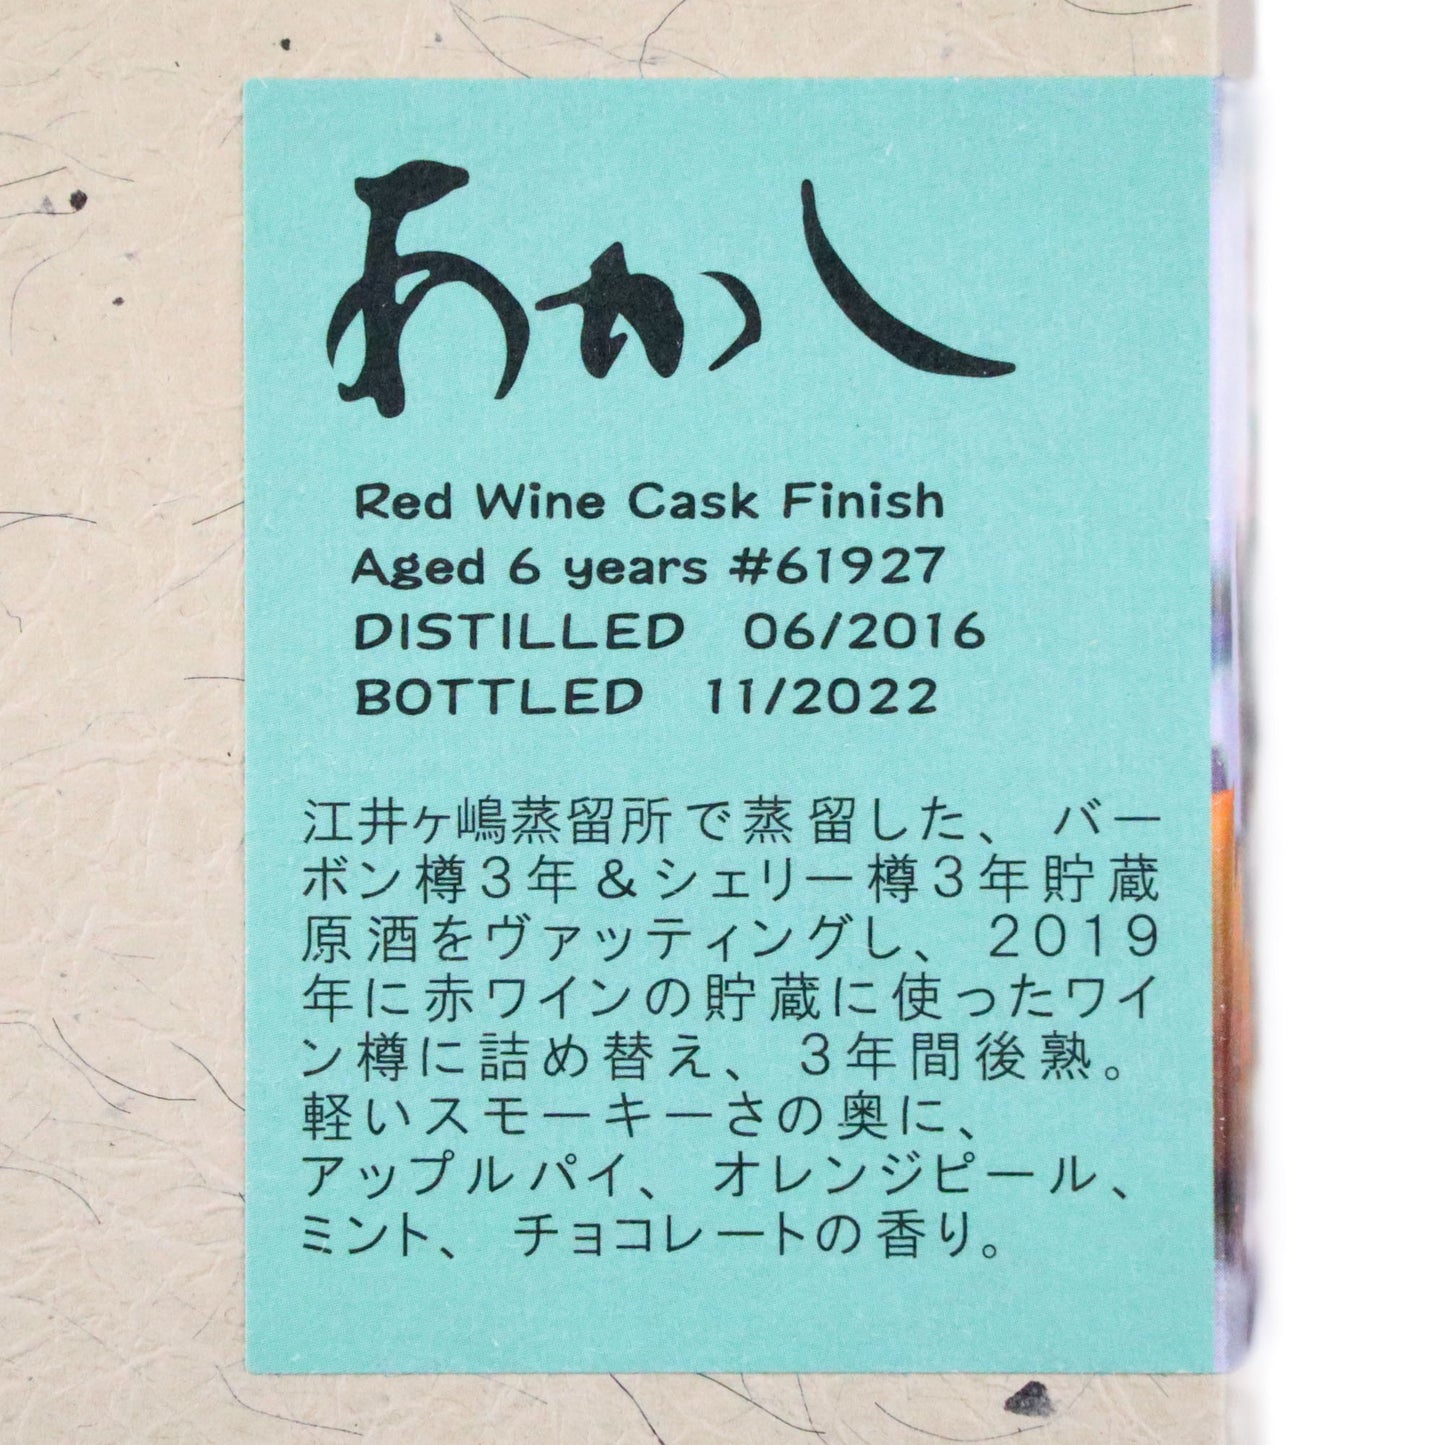 あかし
Red Wine Cask Finish
Aged 6 years #61927
DISTILLED 06/2016
BOTTLED 11/2022
江井ヶ嶋蒸留所で蒸留した、バー
ボン樽3年＆シェリー樽3年貯蔵
原酒をヴァッティングし、2019
年に赤ワインの貯蔵に使ったワイ
ン樽に詰め替え、3年間後熟。
軽いスモーキーさの奥に、
アップルパイ、オレンジピール、
ミント、チョコレートの香り。